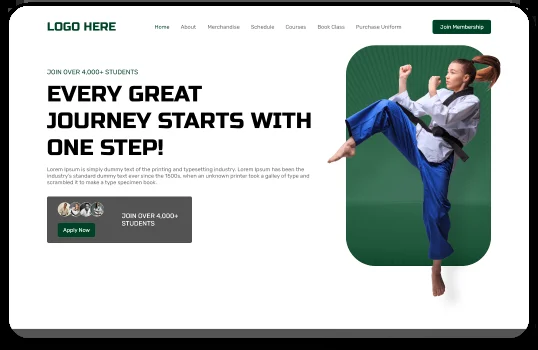 LOGO HERE
Home About Merchandise Schedule Courses Book Class Purchase Uniform Join Membership
JOIN OVER 4,000+ STUDENTS
EVERY GREAT
JOURNEY STARTS WITH
ONE STEP!
Lorem Ipsum is simply dummy text of the printing and typesetting industry. Lorem Ipsum has been the
industry's standard dummy text ever since the 1500s, when an unknown printer took a galley of type and
scrambled it to make a type specimen book.
JOIN OVER 4,000+
STUDENTS
Apply Now